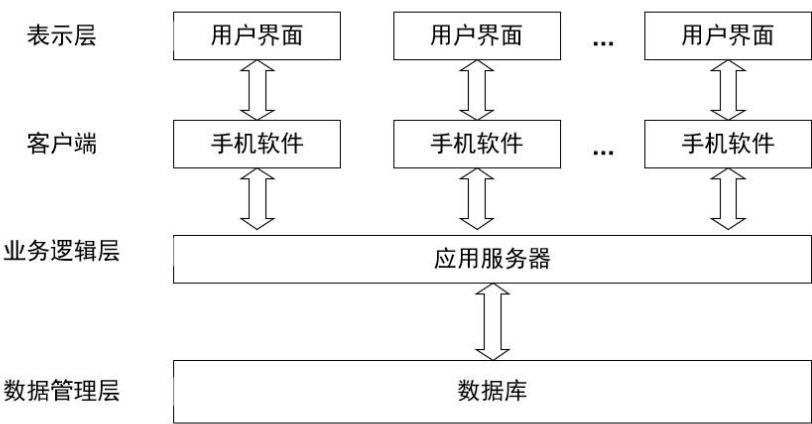 表示层 用户界面 用户界面 ... 用户界面
客户端 手机软件 手机软件 ... 手机软件
业务逻辑层 应用服务器
数据管理层 数据库